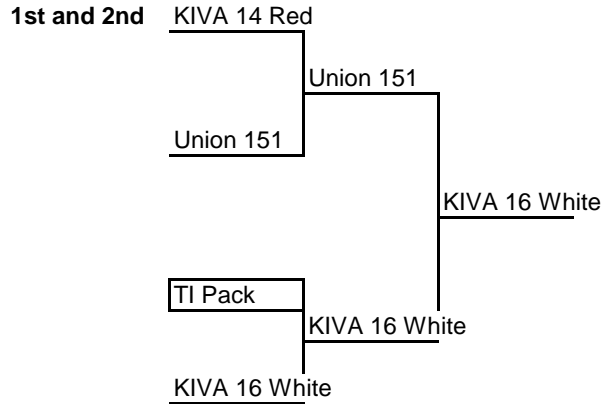 1st and 2nd KIVA 14 Red
Union 151
Union 151
KIVA 16 White
TI Pack
KIVA 16 White
KIVA 16 White